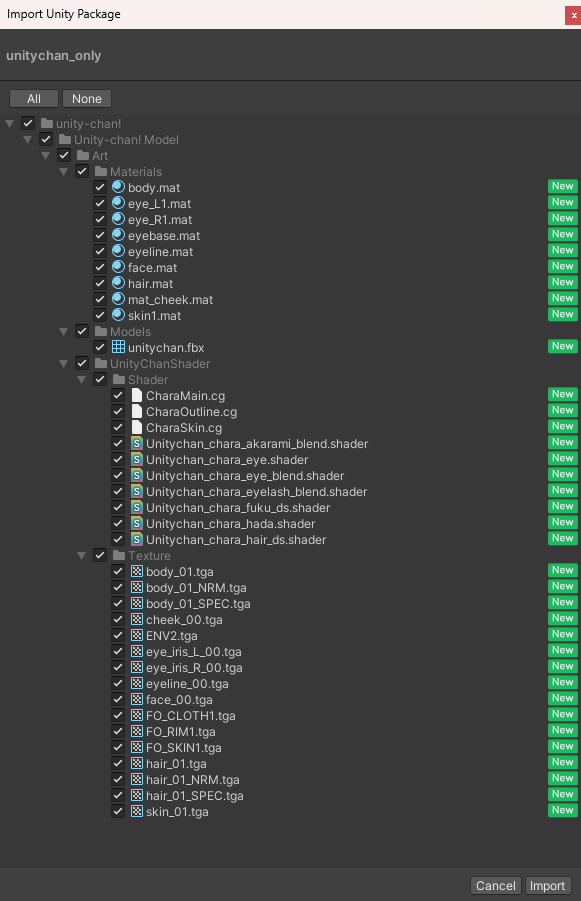 Import Unity Package
x
unitychan_only
All None
unity-chan!
Unity-chan! Model
Art
Materials
body.mat New
eye_L1.mat New
eye_R1.mat New
eyebase.mat New
eyeline.mat New
face.mat New
hair.mat New
mat_cheek.mat New
skin1.mat New
Models
unitychan.fbx New
UnityChanShader
Shader
CharaMain.cg New
CharaOutline.cg New
CharaSkin.cg New
Unitychan_chara_akarami_blend.shader New
Unitychan_chara_eye.shader New
Unitychan_chara_eye_blend.shader New
Unitychan_chara_eyelash_blend.shader New
Unitychan_chara_fuku_ds.shader New
Unitychan_chara_hada.shader New
Unitychan_chara_hair_ds.shader New
Texture
body_01.tga New
body_01_NRM.tga New
body_01_SPEC.tga New
cheek_00.tga New
ENV2.tga New
eye_iris_L_00.tga New
eye_iris_R_00.tga New
eyeline_00.tga New
face_00.tga New
FO_CLOTH1.tga New
FO_RIM1.tga New
FO_SKIN1.tga New
hair_01.tga New
hair_01_NRM.tga New
hair_01_SPEC.tga New
skin_01.tga New
Cancel Import